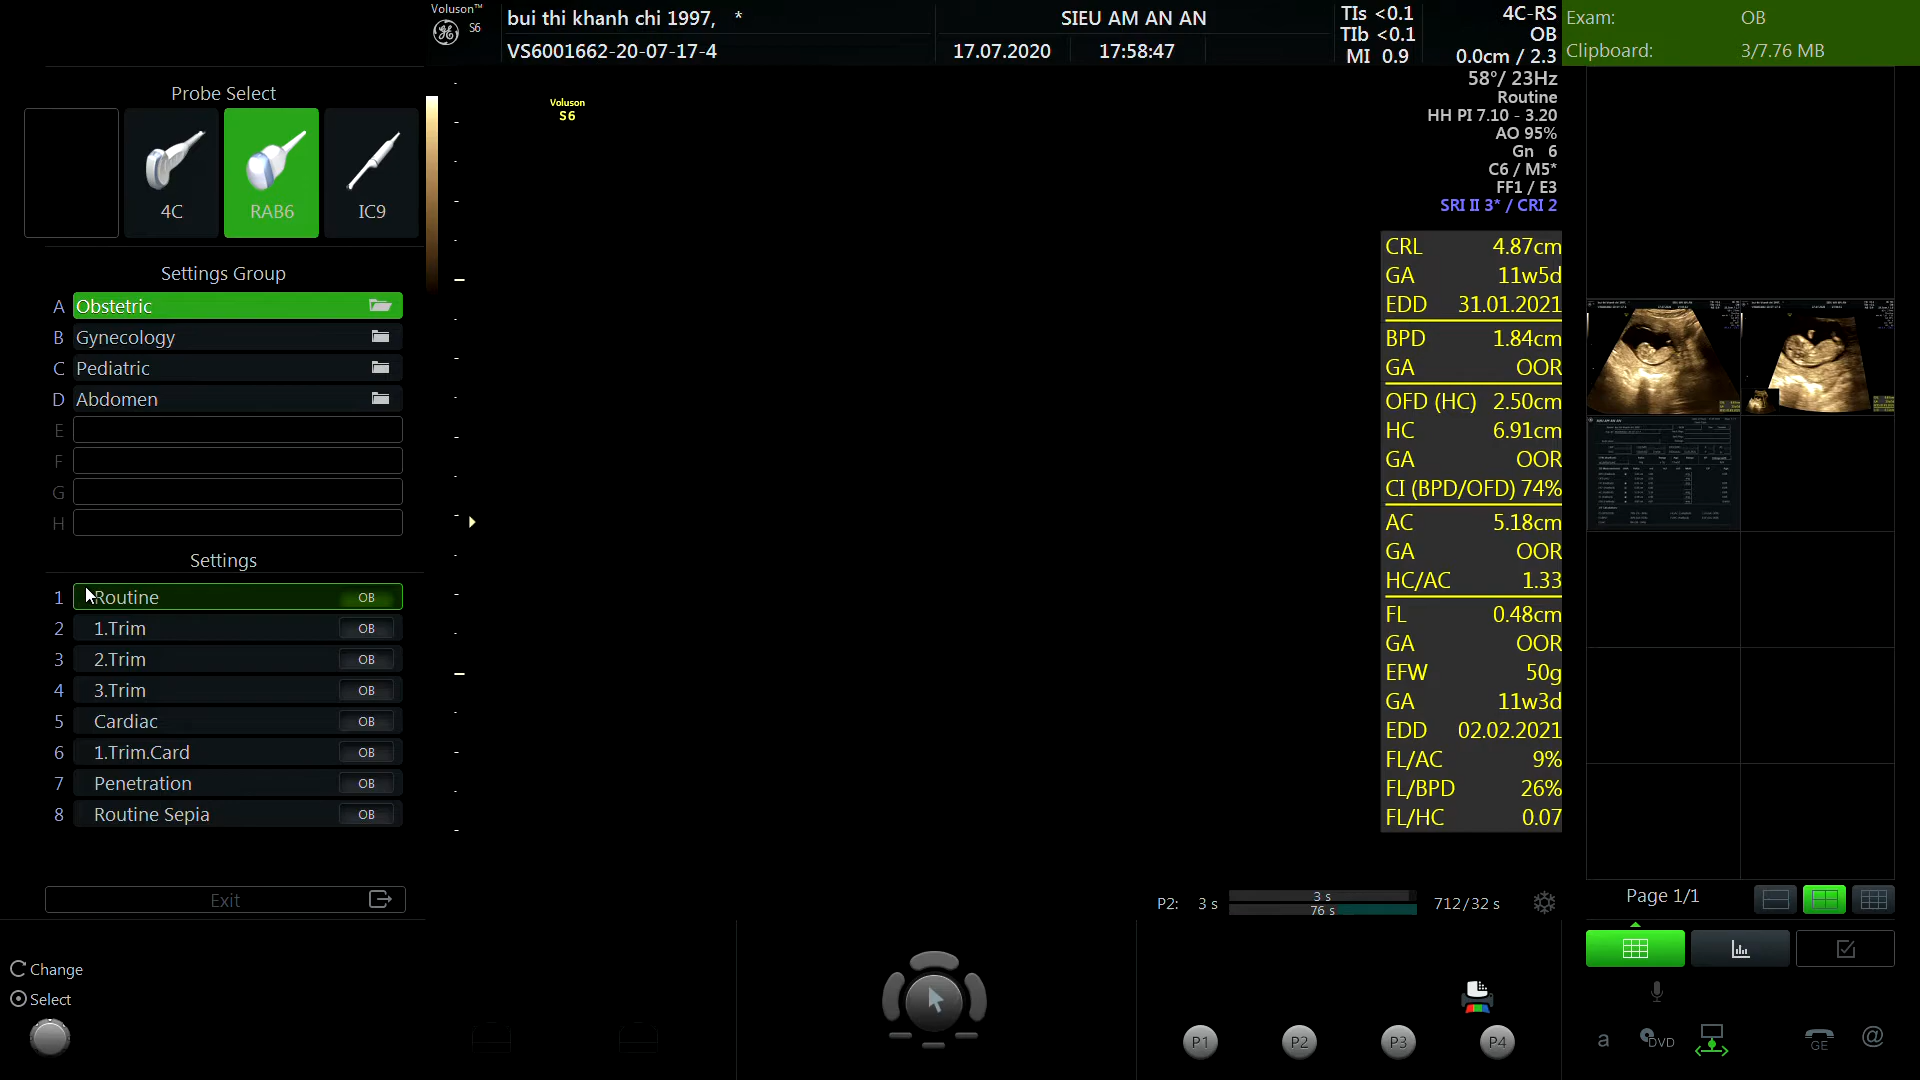 Voluson™
S6
bui thi khanh chi 1997, *
VS6001662-20-07-17-4
SIEU AM AN AN
17.07.2020 17:58:47
TIs <0.1
TIb <0.1
MI 0.9
4C-RS
OB
0.0cm / 2.3
58°/ 23Hz
Routine
HH PI 7.10 - 3.20
AO 95%
Gn 6
C6 / M5*
FF1 / E3
SRI II 3* / CRI 2
Exam: OB
Clipboard: 3/7.76 MB
Probe Select
4C
RAB6
IC9
Settings Group
A Obstetric
B Gynecology
C Pediatric
D Abdomen
E
F
G
H
Settings
1 Routine OB
2 1.Trim OB
3 2.Trim OB
4 3.Trim OB
5 Cardiac OB
6 1.Trim.Card OB
7 Penetration OB
8 Routine Sepia OB
Exit
Change
Select
Voluson
S6
CRL 4.87cm
GA 11w5d
EDD 31.01.2021
BPD 1.84cm
GA OOR
OFD (HC) 2.50cm
HC 6.91cm
GA OOR
CI (BPD/OFD) 74%
AC 5.18cm
GA OOR
HC/AC 1.33
FL 0.48cm
GA OOR
EFW 50g
GA 11w3d
EDD 02.02.2021
FL/AC 9%
FL/BPD 26%
FL/HC 0.07
P2: 3 s
3 s
76 s
712/32 s
P1
P2
P3
P4
Page 1/1
a
DVD
GE
@